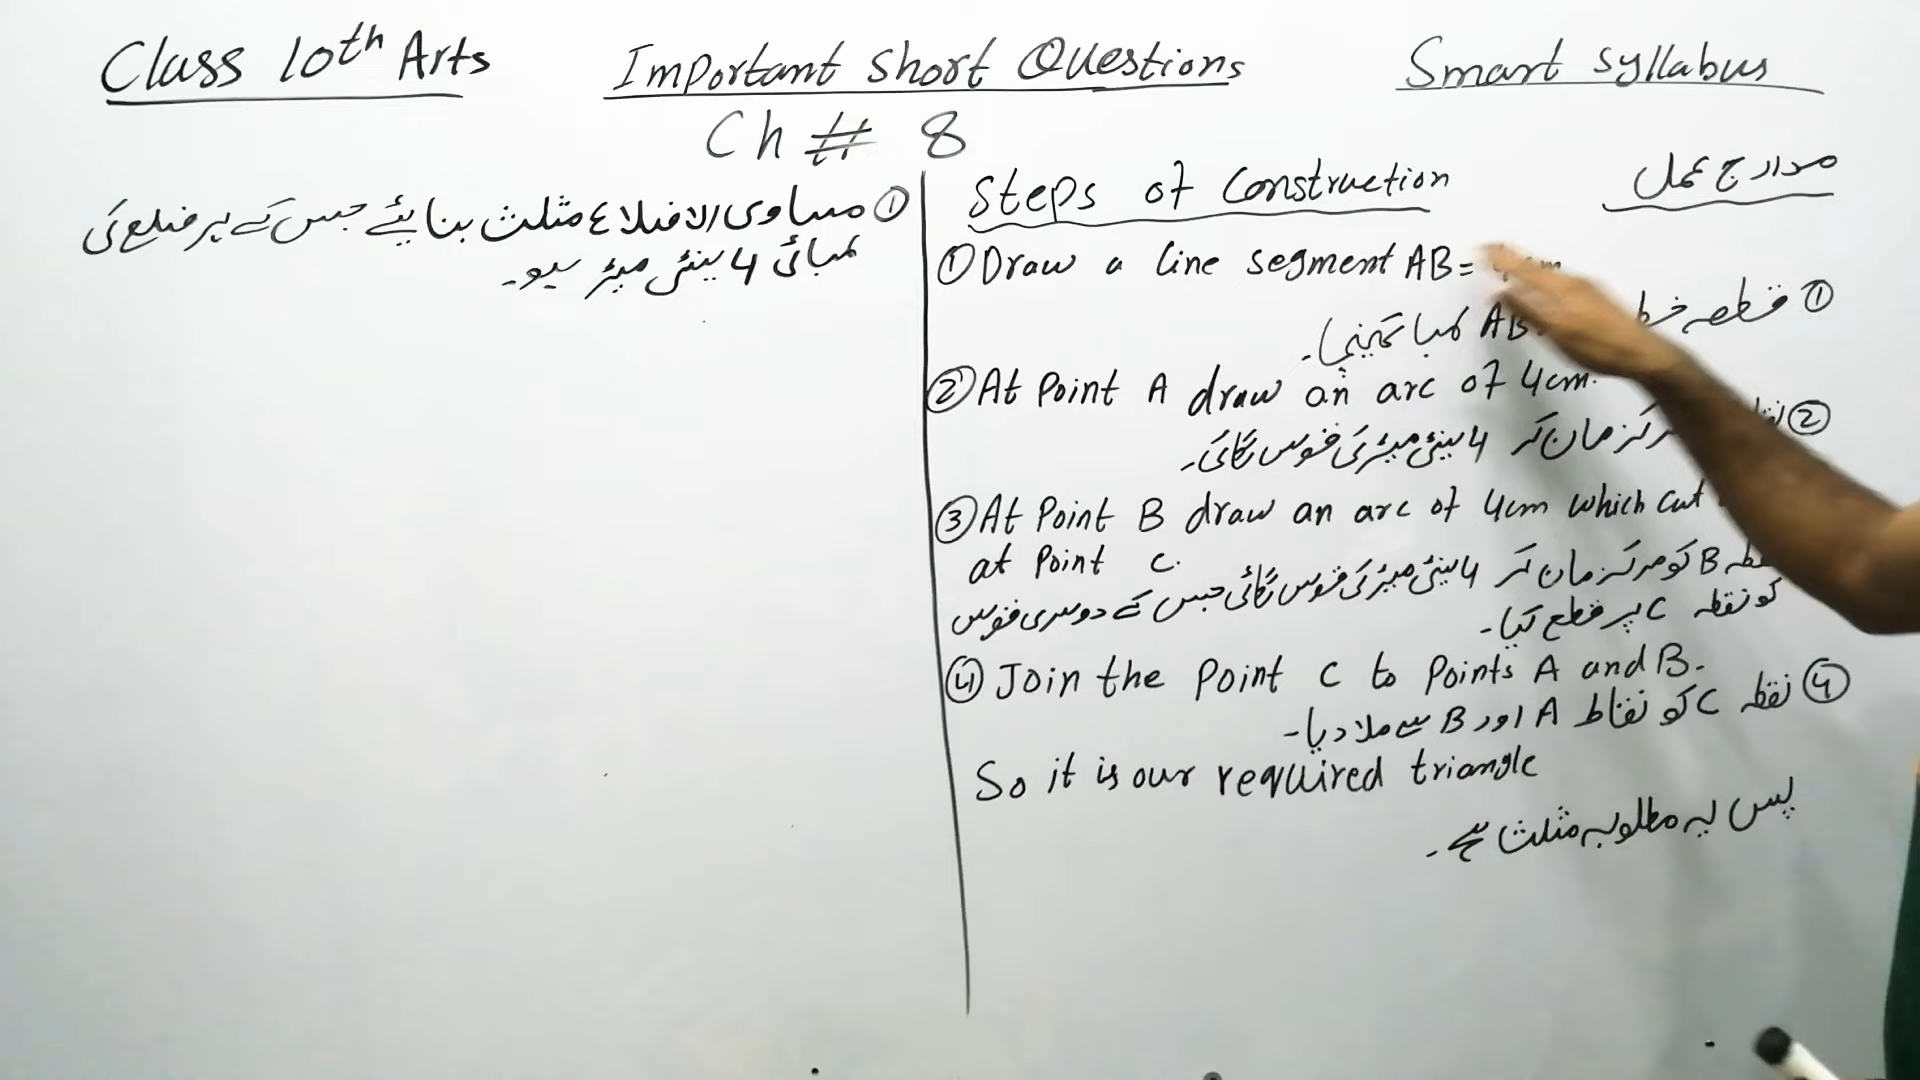 Class 10th Arts
Important Short Questions
Smart Syllabus
Ch # 8
① مساوی الاضلاع مثلث بنایئے جس کے ہر ضلع کی
لمبائی 4 سینٹی میٹر ہو۔
Steps of Construction
مدارج عمل
① Draw a line segment AB=
① قطعہ خط AB لمبا کھینچا۔
② At Point A draw an arc of 4cm.
② مرکز مان کر 4 سینٹی میٹر کی قوس لگائی۔
③ At Point B draw an arc of 4cm which cut
at Point C.
B کو مرکز مان کر 4 سینٹی میٹر کی قوس لگائی جس کے دوسری قوس
کو نقطہ C پر قطع کیا۔
④ Join the Point C to Points A and B.
④ نقطہ C کو نقاط A اور B سے ملا دیا۔
So it is our required triangle
پس یہ مطلوبہ مثلث ہے۔